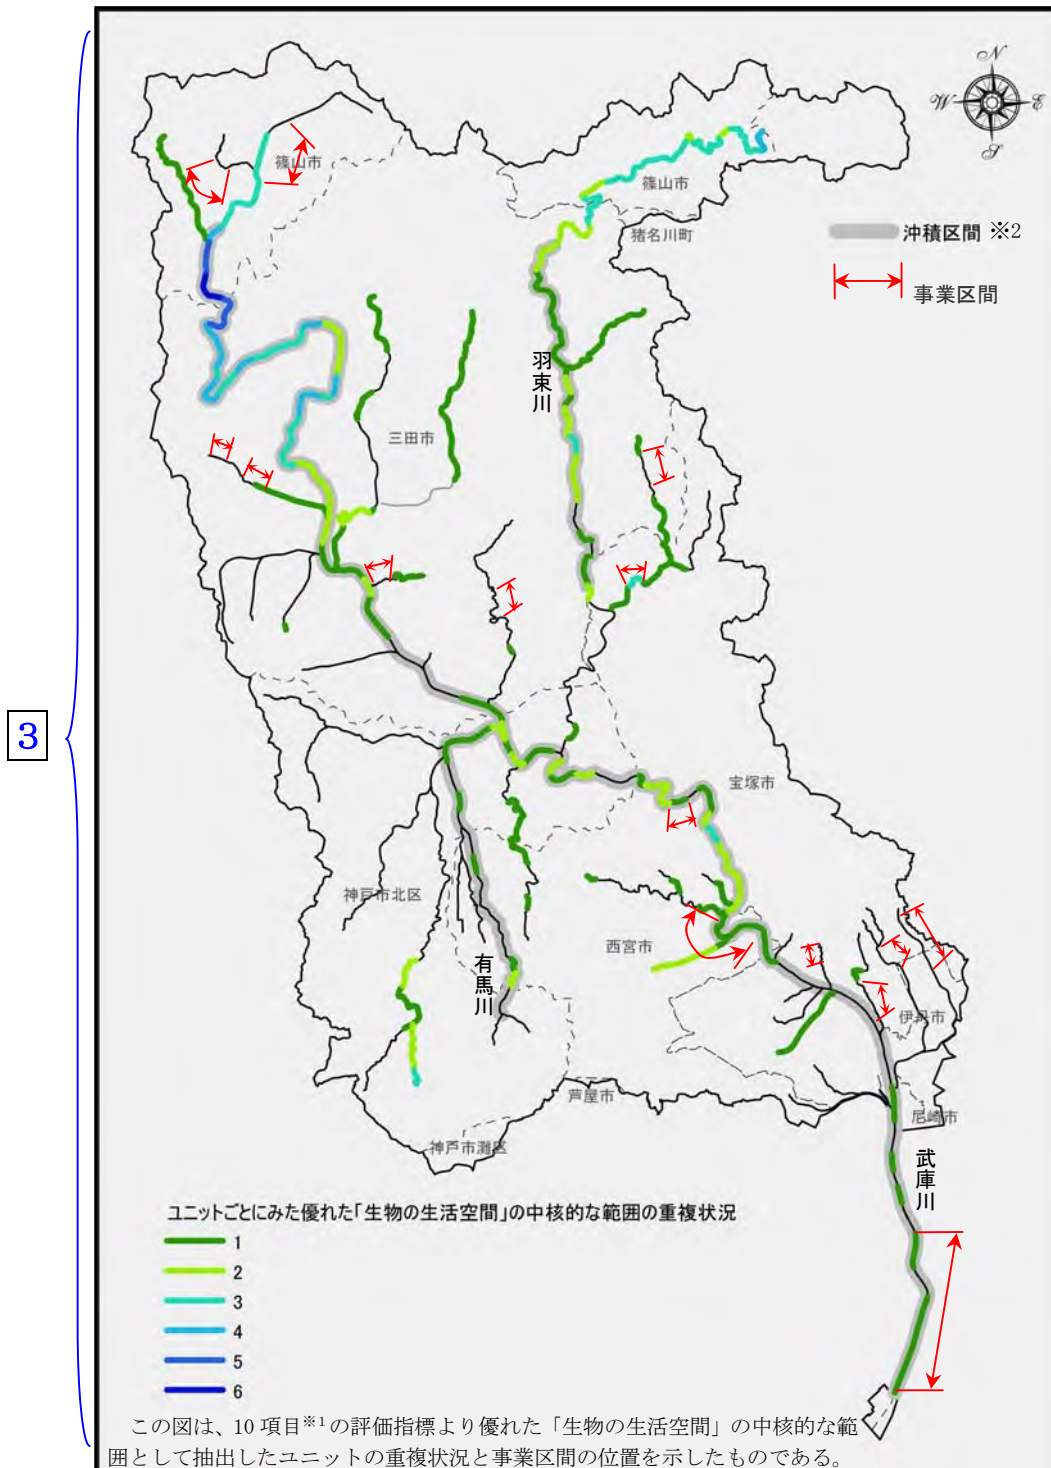 3
N
W
E
S
篠山市
篠山市
猪名川町
沖積区間 ※2
事業区間
羽束川
三田市
宝塚市
神戸市北区
西宮市
有馬川
伊丹市
芦屋市
尼崎市
神戸市灘区
武庫川
ユニットごとにみた優れた「生物の生活空間」の中核的な範囲の重複状況
1
2
3
4
5
6
この図は、10 項目※1の評価指標より優れた「生物の生活空間」の中核的な範
囲として抽出したユニットの重複状況と事業区間の位置を示したものである。